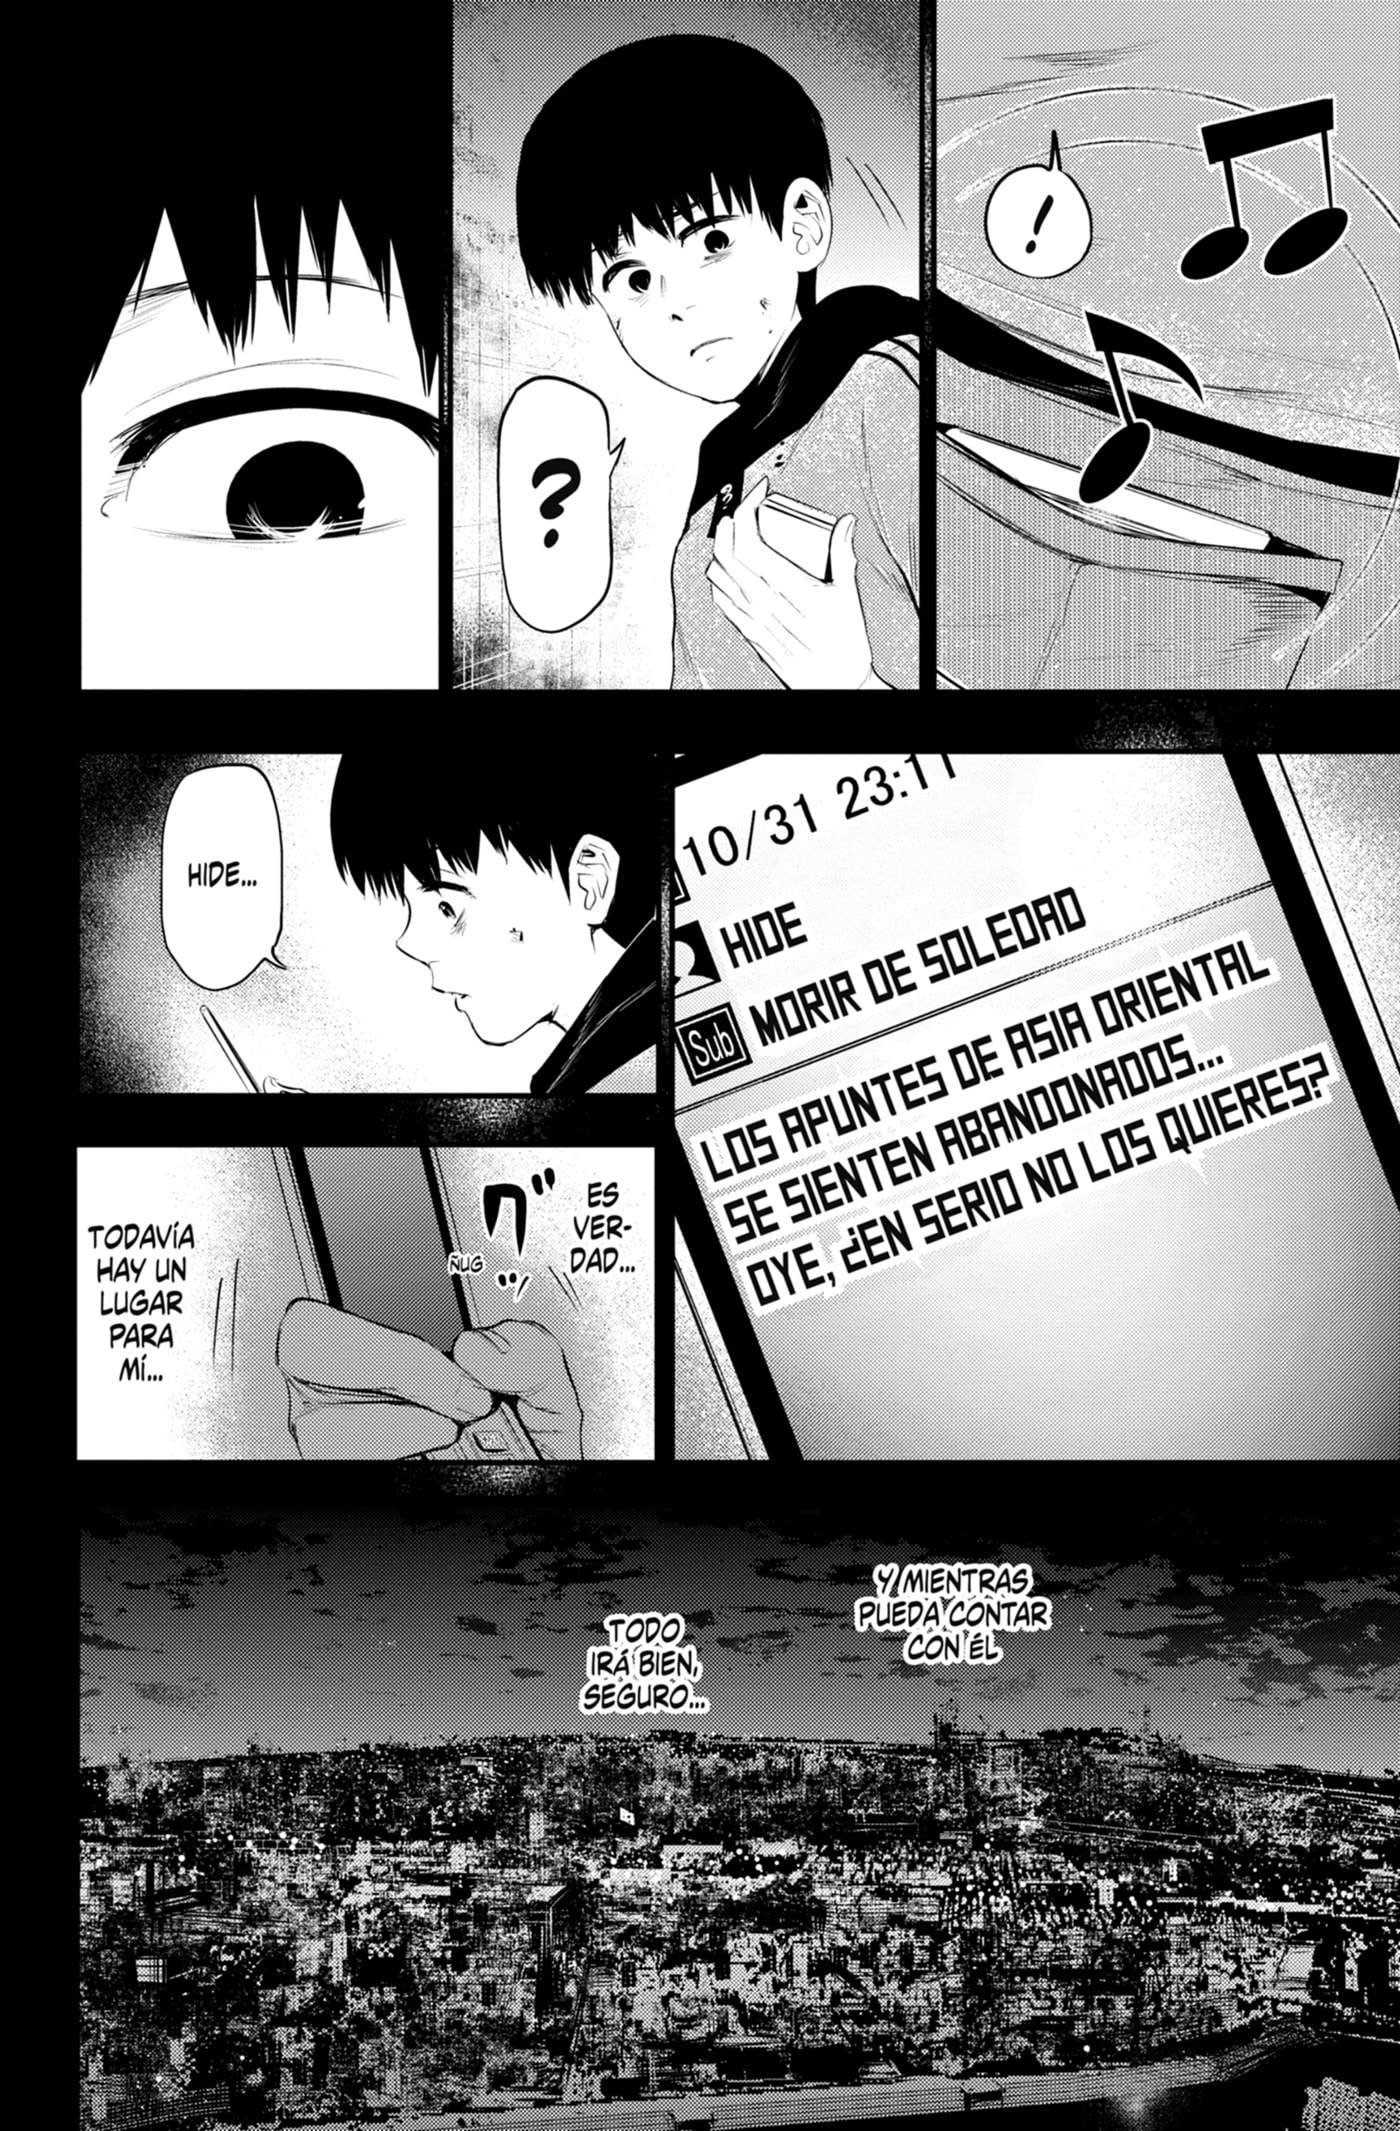 !
?
10/31 23:11
HIDE
Sub MORIR DE SOLEDAD
LOS APUNTES DE ASIA ORIENTAL
SE SIENTEN ABANDONADOS...
OYE, ¿EN SERIO NO LOS QUIERES?
HIDE...
ES
VER-
DAD...
グッ
ÑUG
TODAVÍA
HAY UN
LUGAR
PARA
MÍ...
Y MIENTRAS
PUEDA CONTAR
CON ÉL
TODO
IRÁ BIEN,
SEGURO...